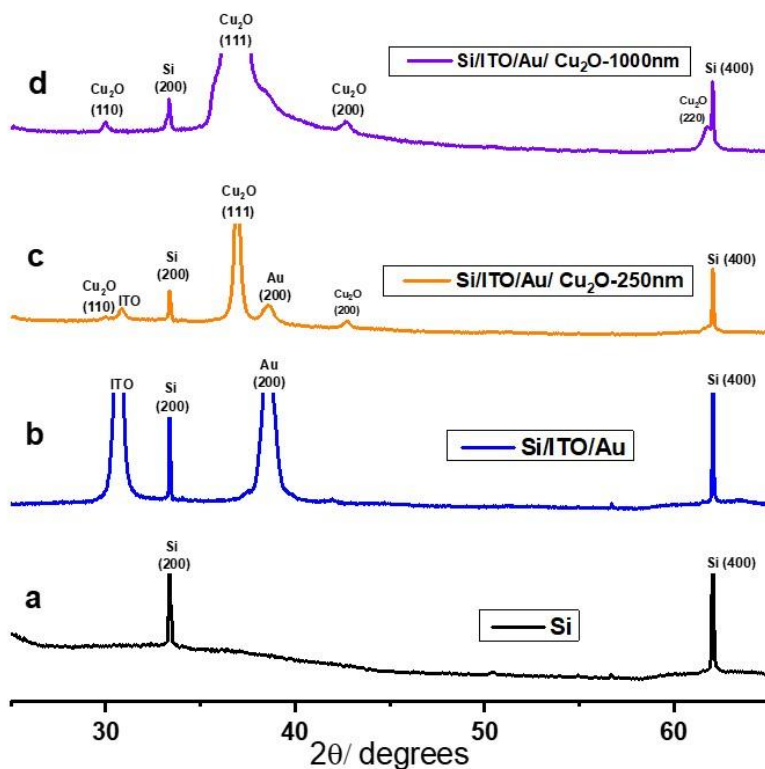 Cu₂O
(111)
Si/ITO/Au/ Cu₂O-1000nm
d
Cu₂O
(110)
Si
(200)
Cu₂O
(200)
Si (400)
Cu₂O
(220)
Cu₂O
(111)
c
Cu₂O
(110)
ITO
Si
(200)
Au
(200)
Cu₂O
(200)
Si/ITO/Au/ Cu₂O-250nm
Si (400)
b
ITO
Si
(200)
Au
(200)
Si/ITO/Au
Si (400)
a
Si
(200)
Si
Si (400)
30
40
50
60
2θ/ degrees